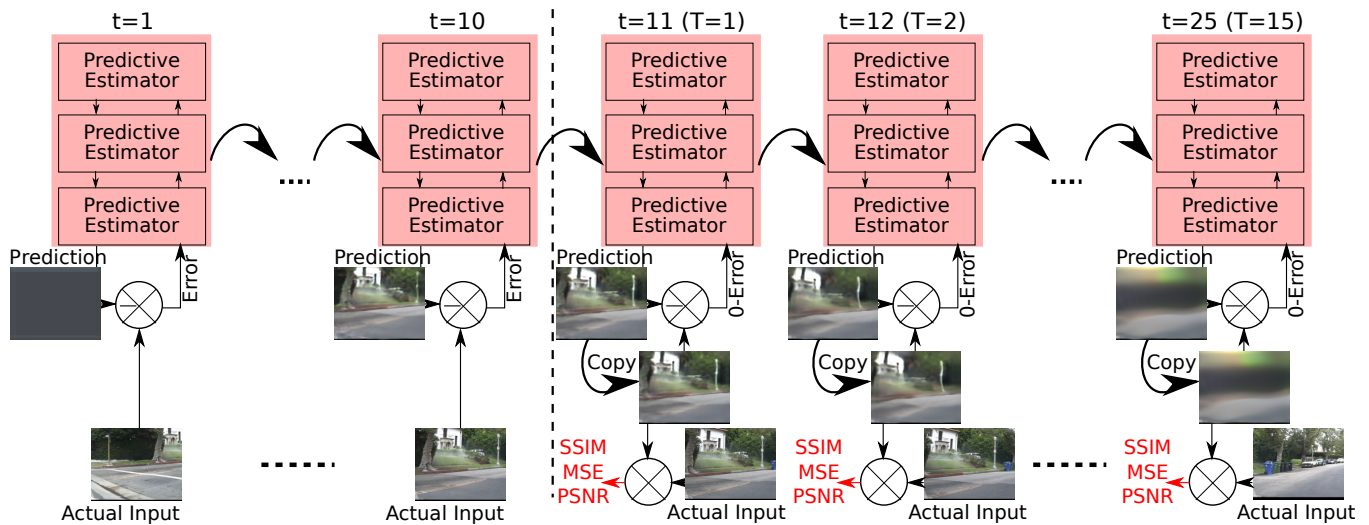 t=1
t=10
t=11 (T=1)
t=12 (T=2)
t=25 (T=15)
Predictive
Estimator
Predictive
Estimator
Predictive
Estimator
Predictive
Estimator
Predictive
Estimator
Predictive
Estimator
Predictive
Estimator
Predictive
Estimator
Predictive
Estimator
Predictive
Estimator
Predictive
Estimator
Predictive
Estimator
Predictive
Estimator
Predictive
Estimator
Predictive
Estimator
....
....
Prediction
Error
Prediction
Error
Prediction
0-Error
Prediction
0-Error
Prediction
0-Error
Copy
Copy
Copy
SSIM
MSE
PSNR
SSIM
MSE
PSNR
SSIM
MSE
PSNR
Actual Input
Actual Input
Actual Input
Actual Input
Actual Input